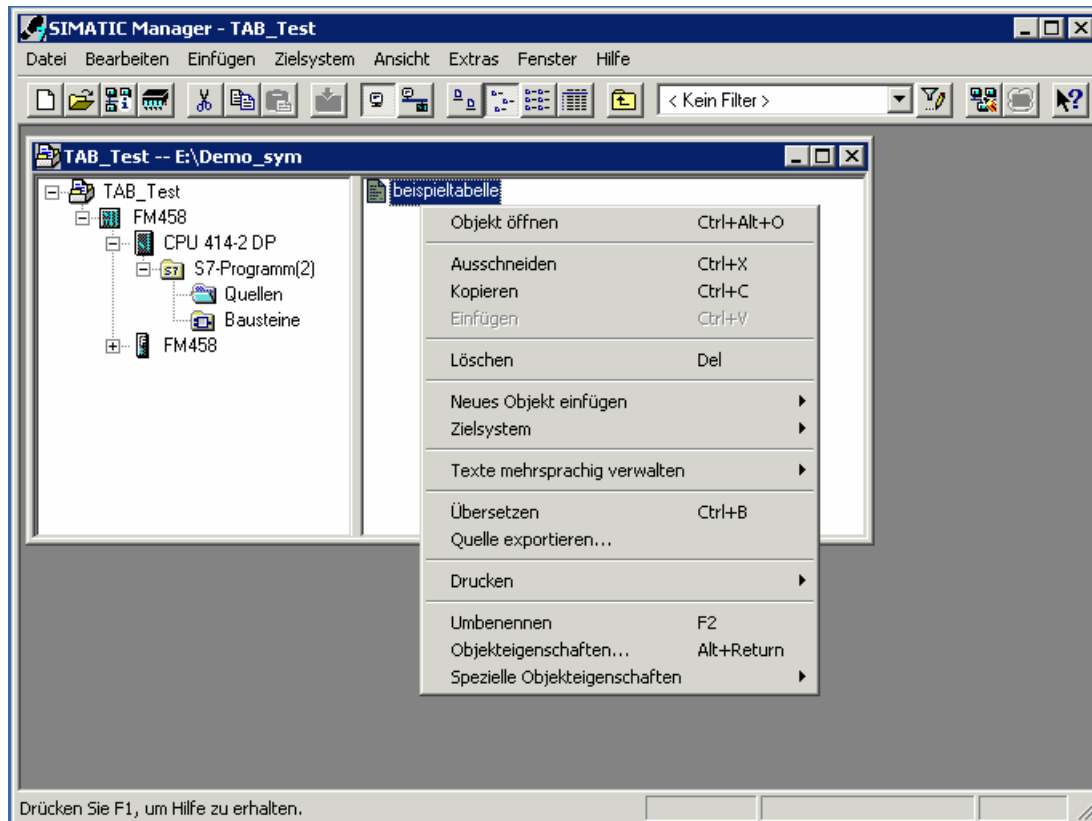 SIMATIC Manager - TAB_Test
Datei Bearbeiten Einfügen Zielsystem Ansicht Extras Fenster Hilfe
< Kein Filter >
TAB_Test -- E:\Demo_sym
TAB_Test
FM458
CPU 414-2 DP
S7-Programm(2)
Quellen
Bausteine
FM458
beispieltabelle
Objekt öffnen Ctrl+Alt+O
Ausschneiden Ctrl+X
Kopieren Ctrl+C
Einfügen Ctrl+V
Löschen Del
Neues Objekt einfügen
Zielsystem
Texte mehrsprachig verwalten
Übersetzen Ctrl+B
Quelle exportieren...
Drucken
Umbenennen F2
Objekteigenschaften... Alt+Return
Spezielle Objekteigenschaften
Drücken Sie F1, um Hilfe zu erhalten.